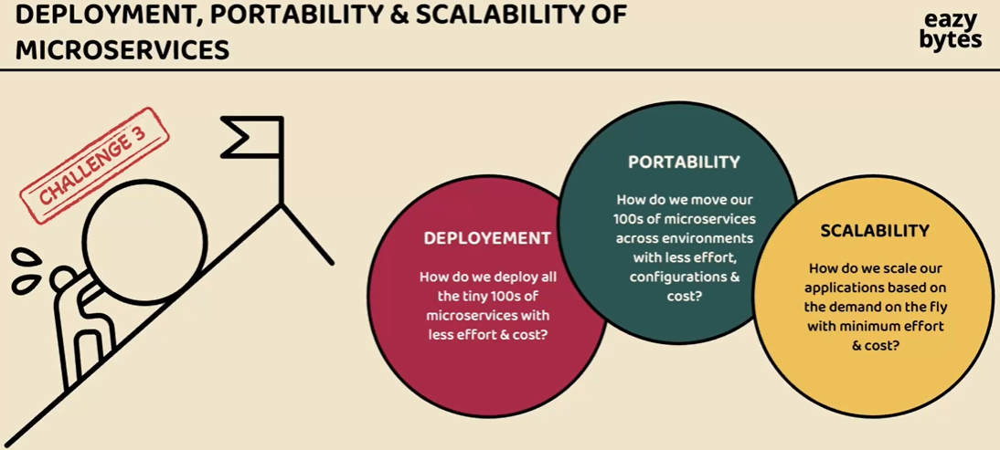 DEPLOYMENT, PORTABILITY & SCALABILITY OF
MICROSERVICES
eazy
bytes
CHALLENGE 3
DEPLOYEMENT
How do we deploy all
the tiny 100s of
microservices with
less effort & cost?
PORTABILITY
How do we move our
100s of microservices
across environments
with less effort,
configurations &
cost?
SCALABILITY
How do we scale our
applications based on
the demand on the fly
with minimum effort
& cost?